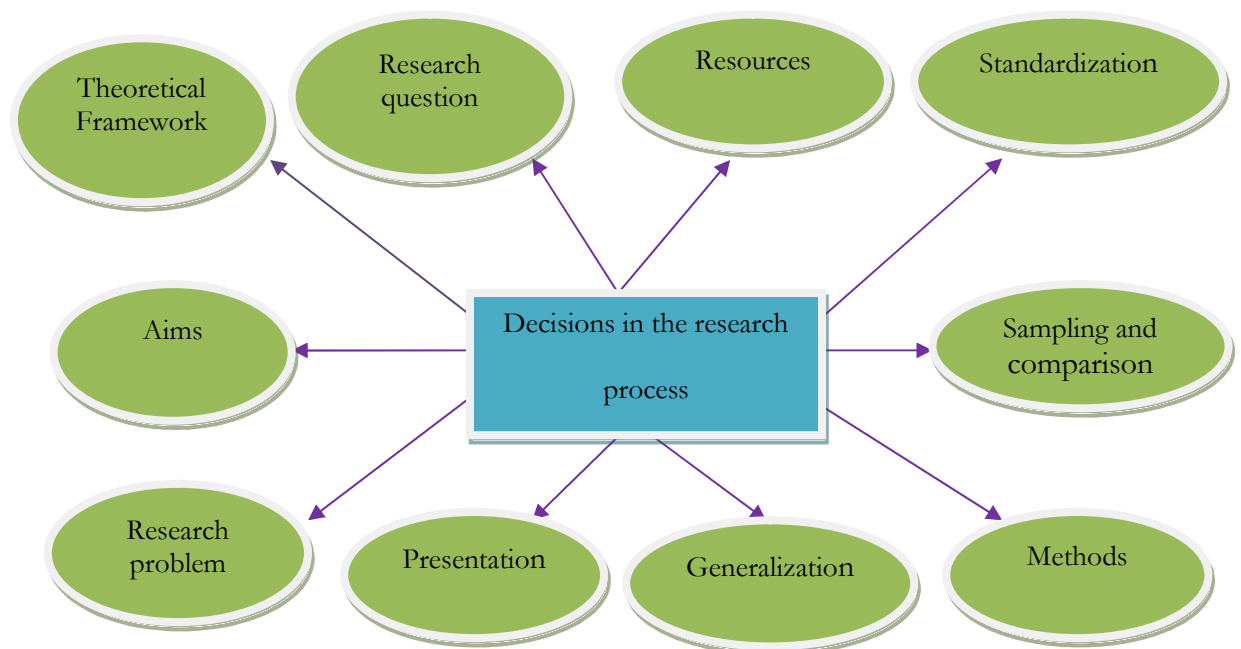 Theoretical
Framework
Research
question
Resources
Standardization
Decisions in the research
process
Aims
Sampling and
comparison
Research
problem
Presentation
Generalization
Methods